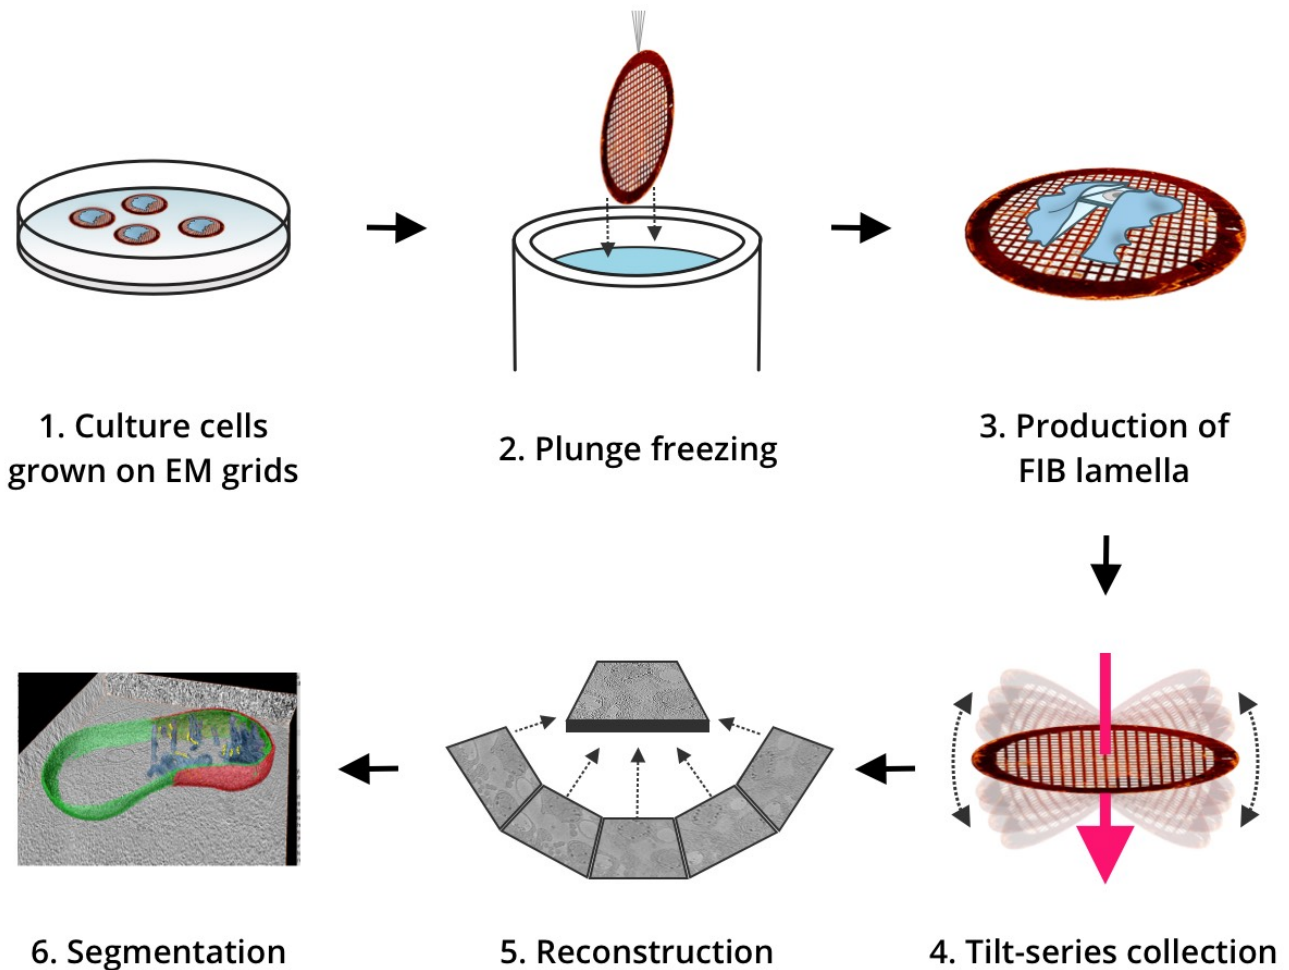 1. Culture cells
grown on EM grids
2. Plunge freezing
3. Production of
FIB lamella
4. Tilt-series collection
5. Reconstruction
6. Segmentation